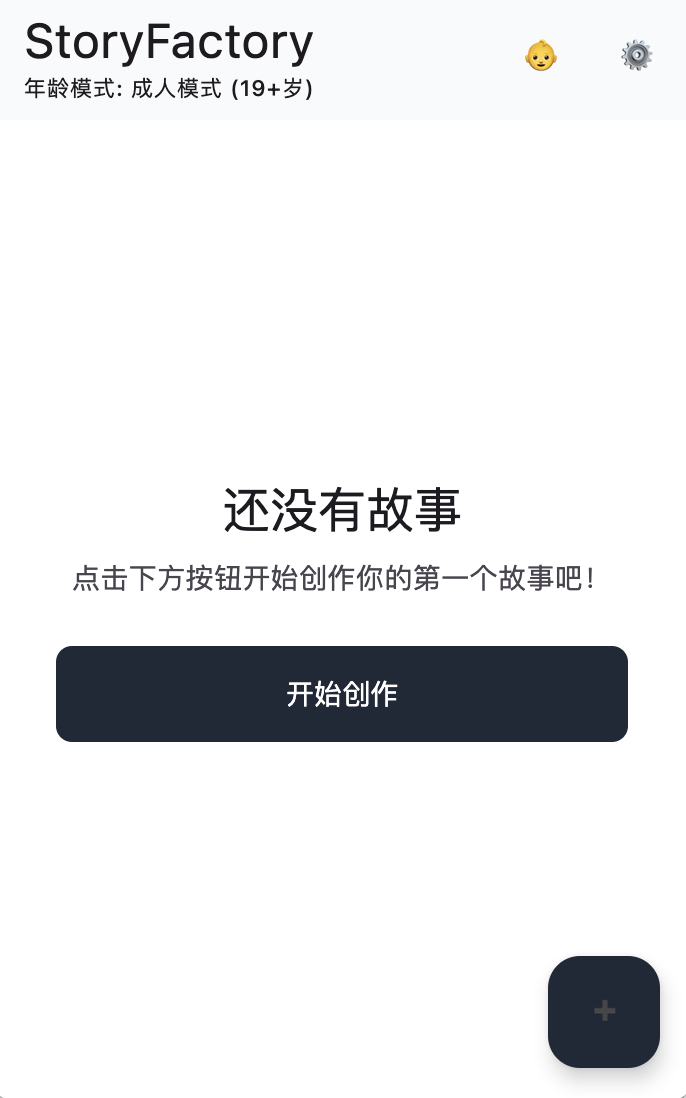 StoryFactory
年龄模式: 成人模式 (19+岁)
还没有故事
点击下方按钮开始创作你的第一个故事吧！
开始创作
+